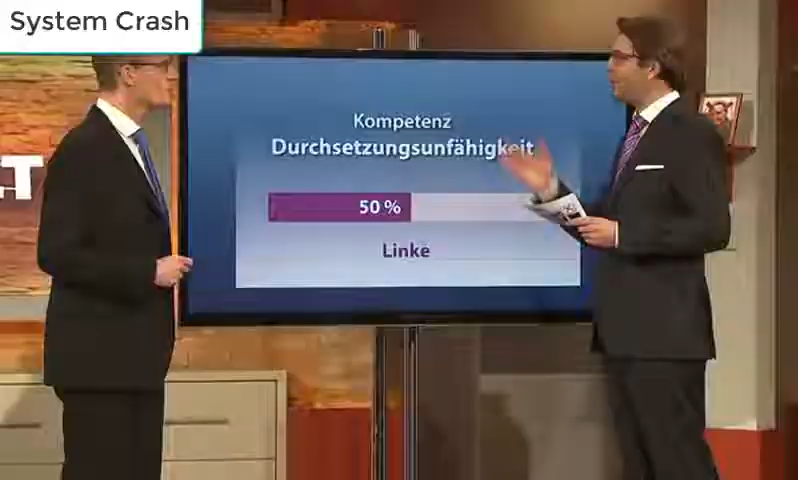 System Crash
Kompetenz
Durchsetzungsunfähigkeit
50 %
Linke